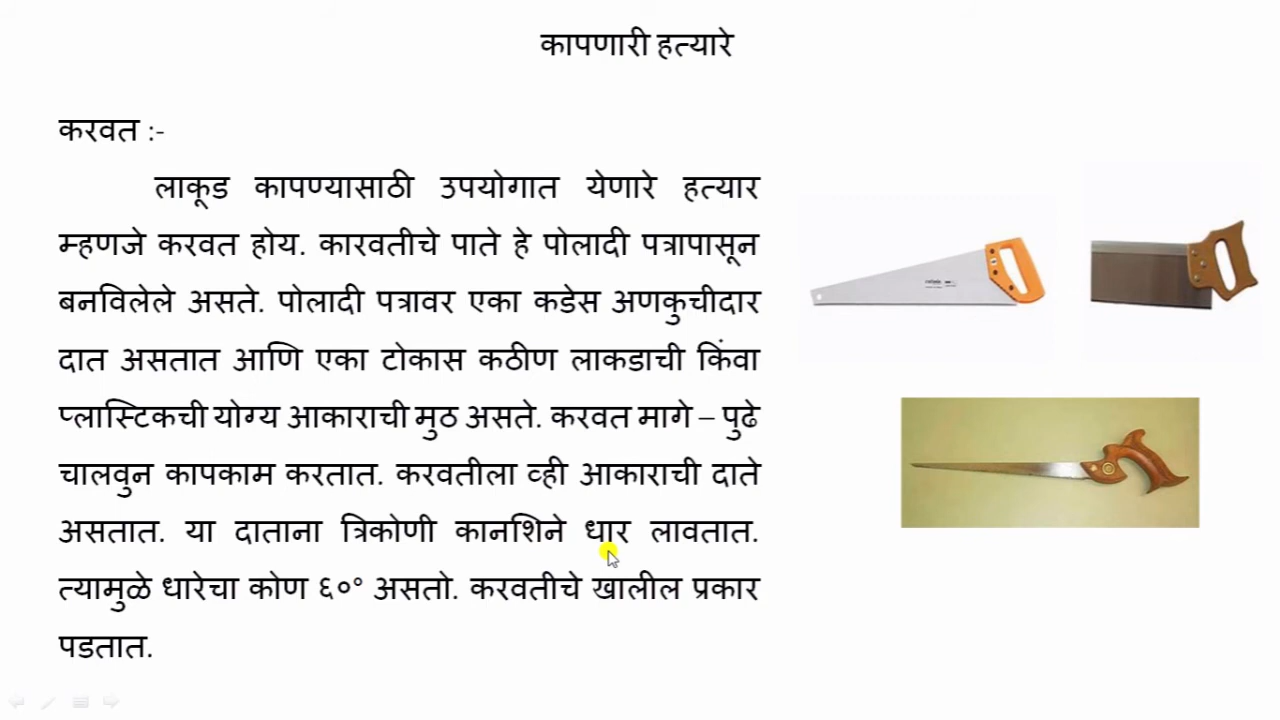 कापणारी हत्यारे
करवत :-
लाकूड कापण्यासाठी उपयोगात येणारे हत्यार
म्हणजे करवत होय. कारवतीचे पाते हे पोलादी पत्रापासून
बनविलेले असते. पोलादी पत्रावर एका कडेस अणकुचीदार
दात असतात आणि एका टोकास कठीण लाकडाची किंवा
प्लास्टिकची योग्य आकाराची मुठ असते. करवत मागे – पुढे
चालवुन कापकाम करतात. करवतीला व्ही आकाराची दाते
असतात. या दाताना त्रिकोणी कानशिने धार लावतात.
त्यामुळे धारेचा कोण ६०° असतो. करवतीचे खालील प्रकार
पडतात.